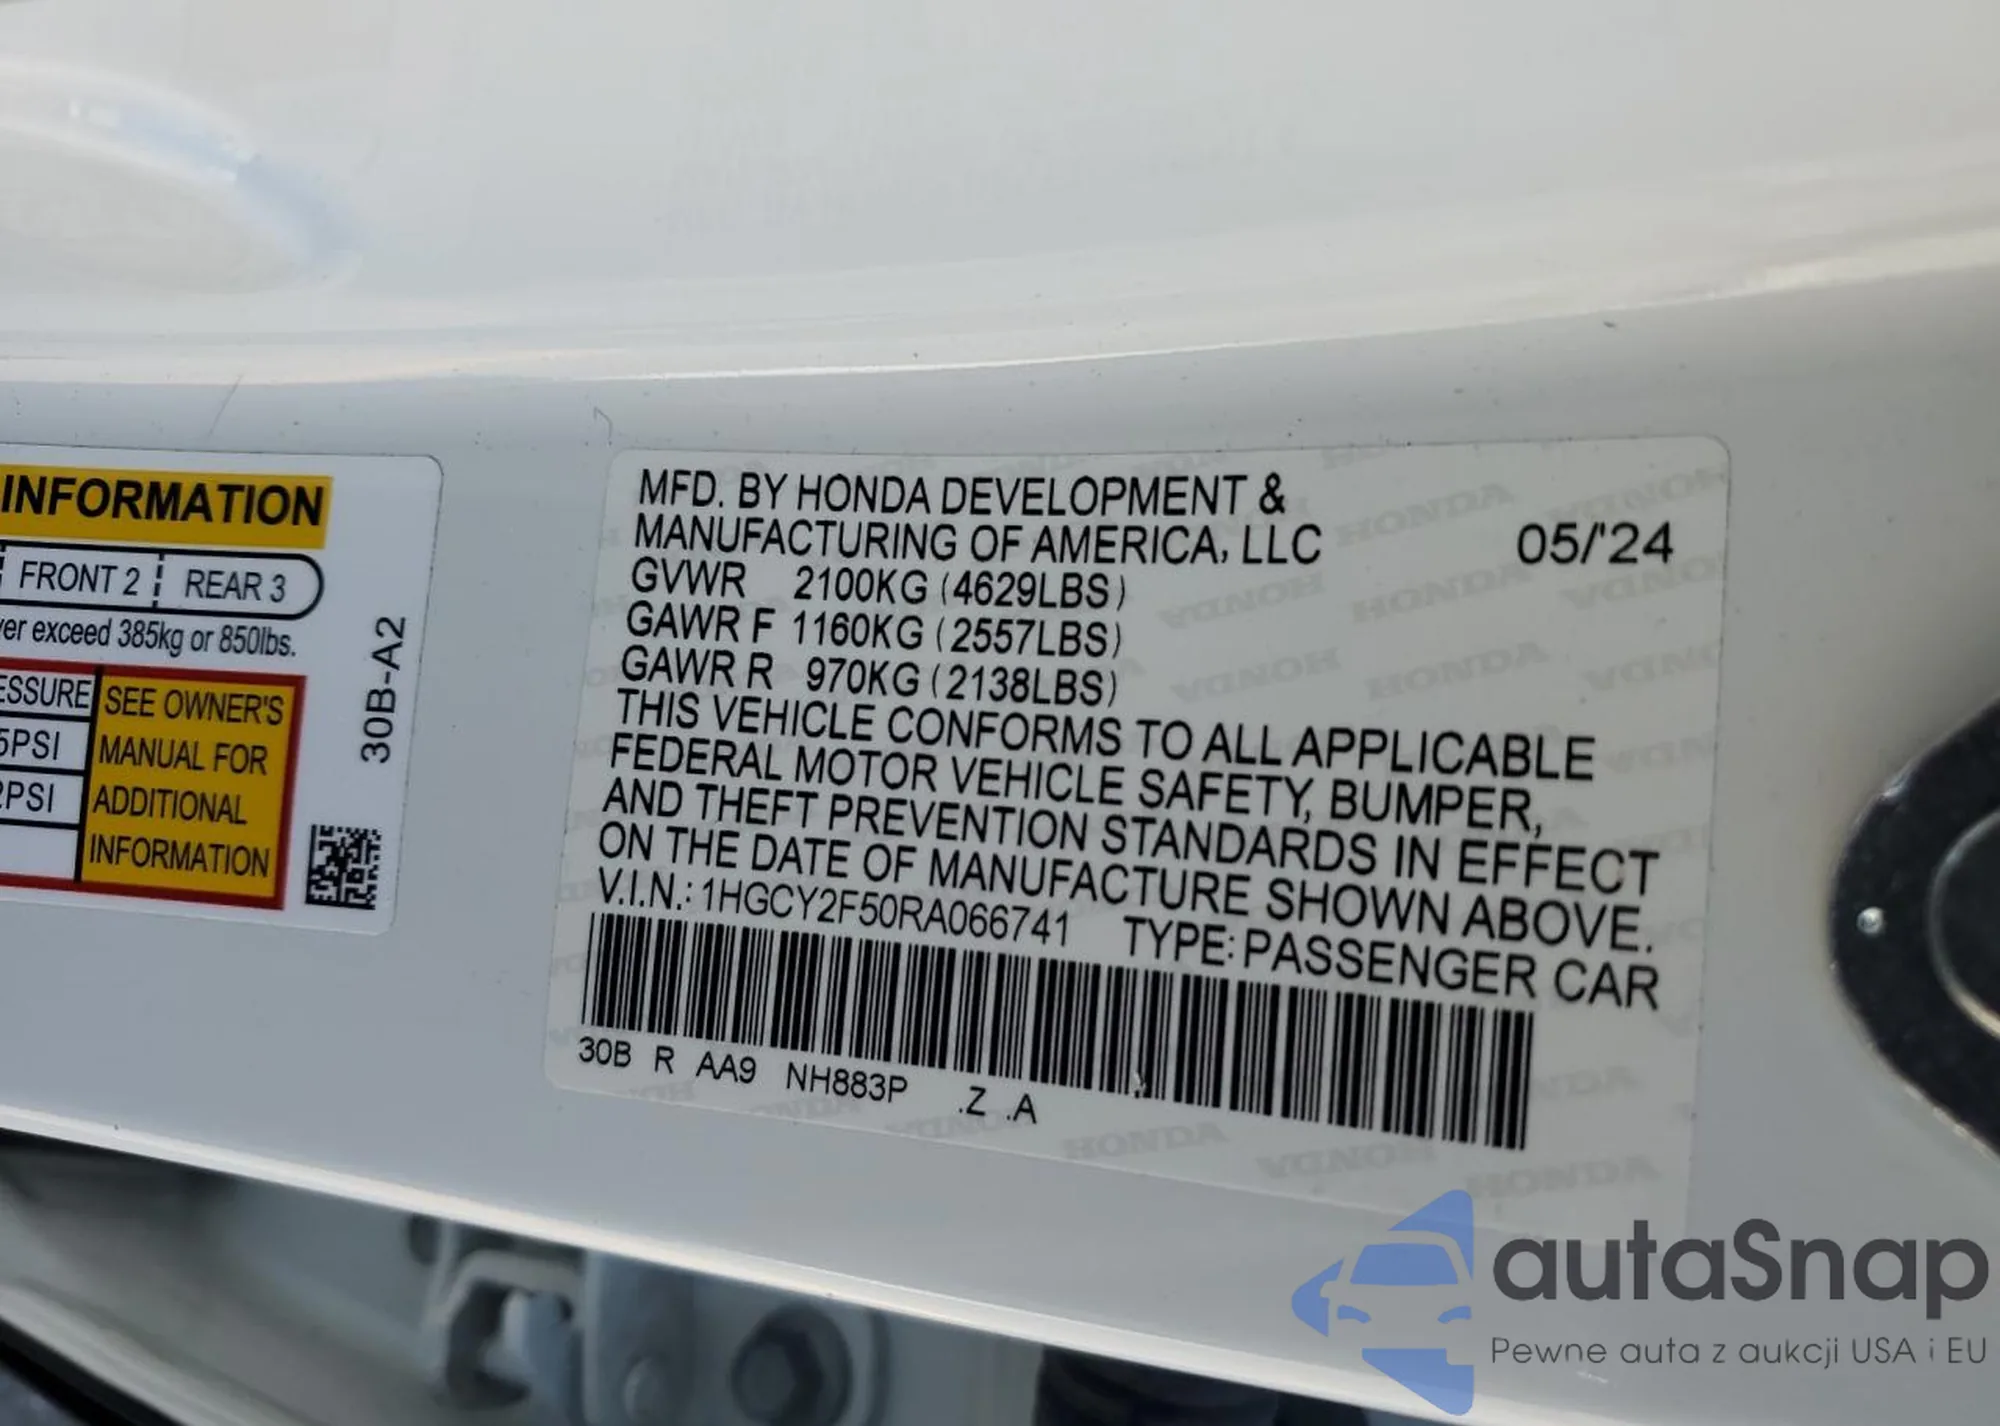 INFORMATION
FRONT 2 REAR 3
exceed 385kg or 850lbs.
SEE OWNER'S
5PSI MANUAL FOR
PSI ADDITIONAL
INFORMATION
30B-A2
MFD. BY HONDA DEVELOPMENT &
MANUFACTURING OF AMERICA, LLC 05/'24
GVWR 2100KG (4629LBS)
GAWR F 1160KG (2557LBS)
GAWR R 970KG (2138LBS)
THIS VEHICLE CONFORMS TO ALL APPLICABLE
FEDERAL MOTOR VEHICLE SAFETY, BUMPER,
AND THEFT PREVENTION STANDARDS IN EFFECT
ON THE DATE OF MANUFACTURE SHOWN ABOVE.
V.I.N.: 1HGCY2F50RA066741 TYPE: PASSENGER CAR
30B R AA9 NH883P .Z .A
autaSnap
Pewne auta z aukcji USA i EU